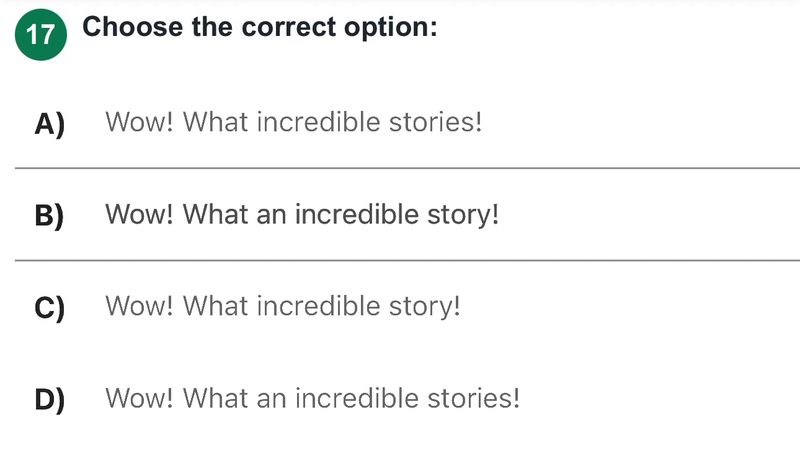 17 Choose the correct option:
A) Wow! What incredible stories!
B) Wow! What an incredible story!
C) Wow! What incredible story!
D) Wow! What an incredible stories!